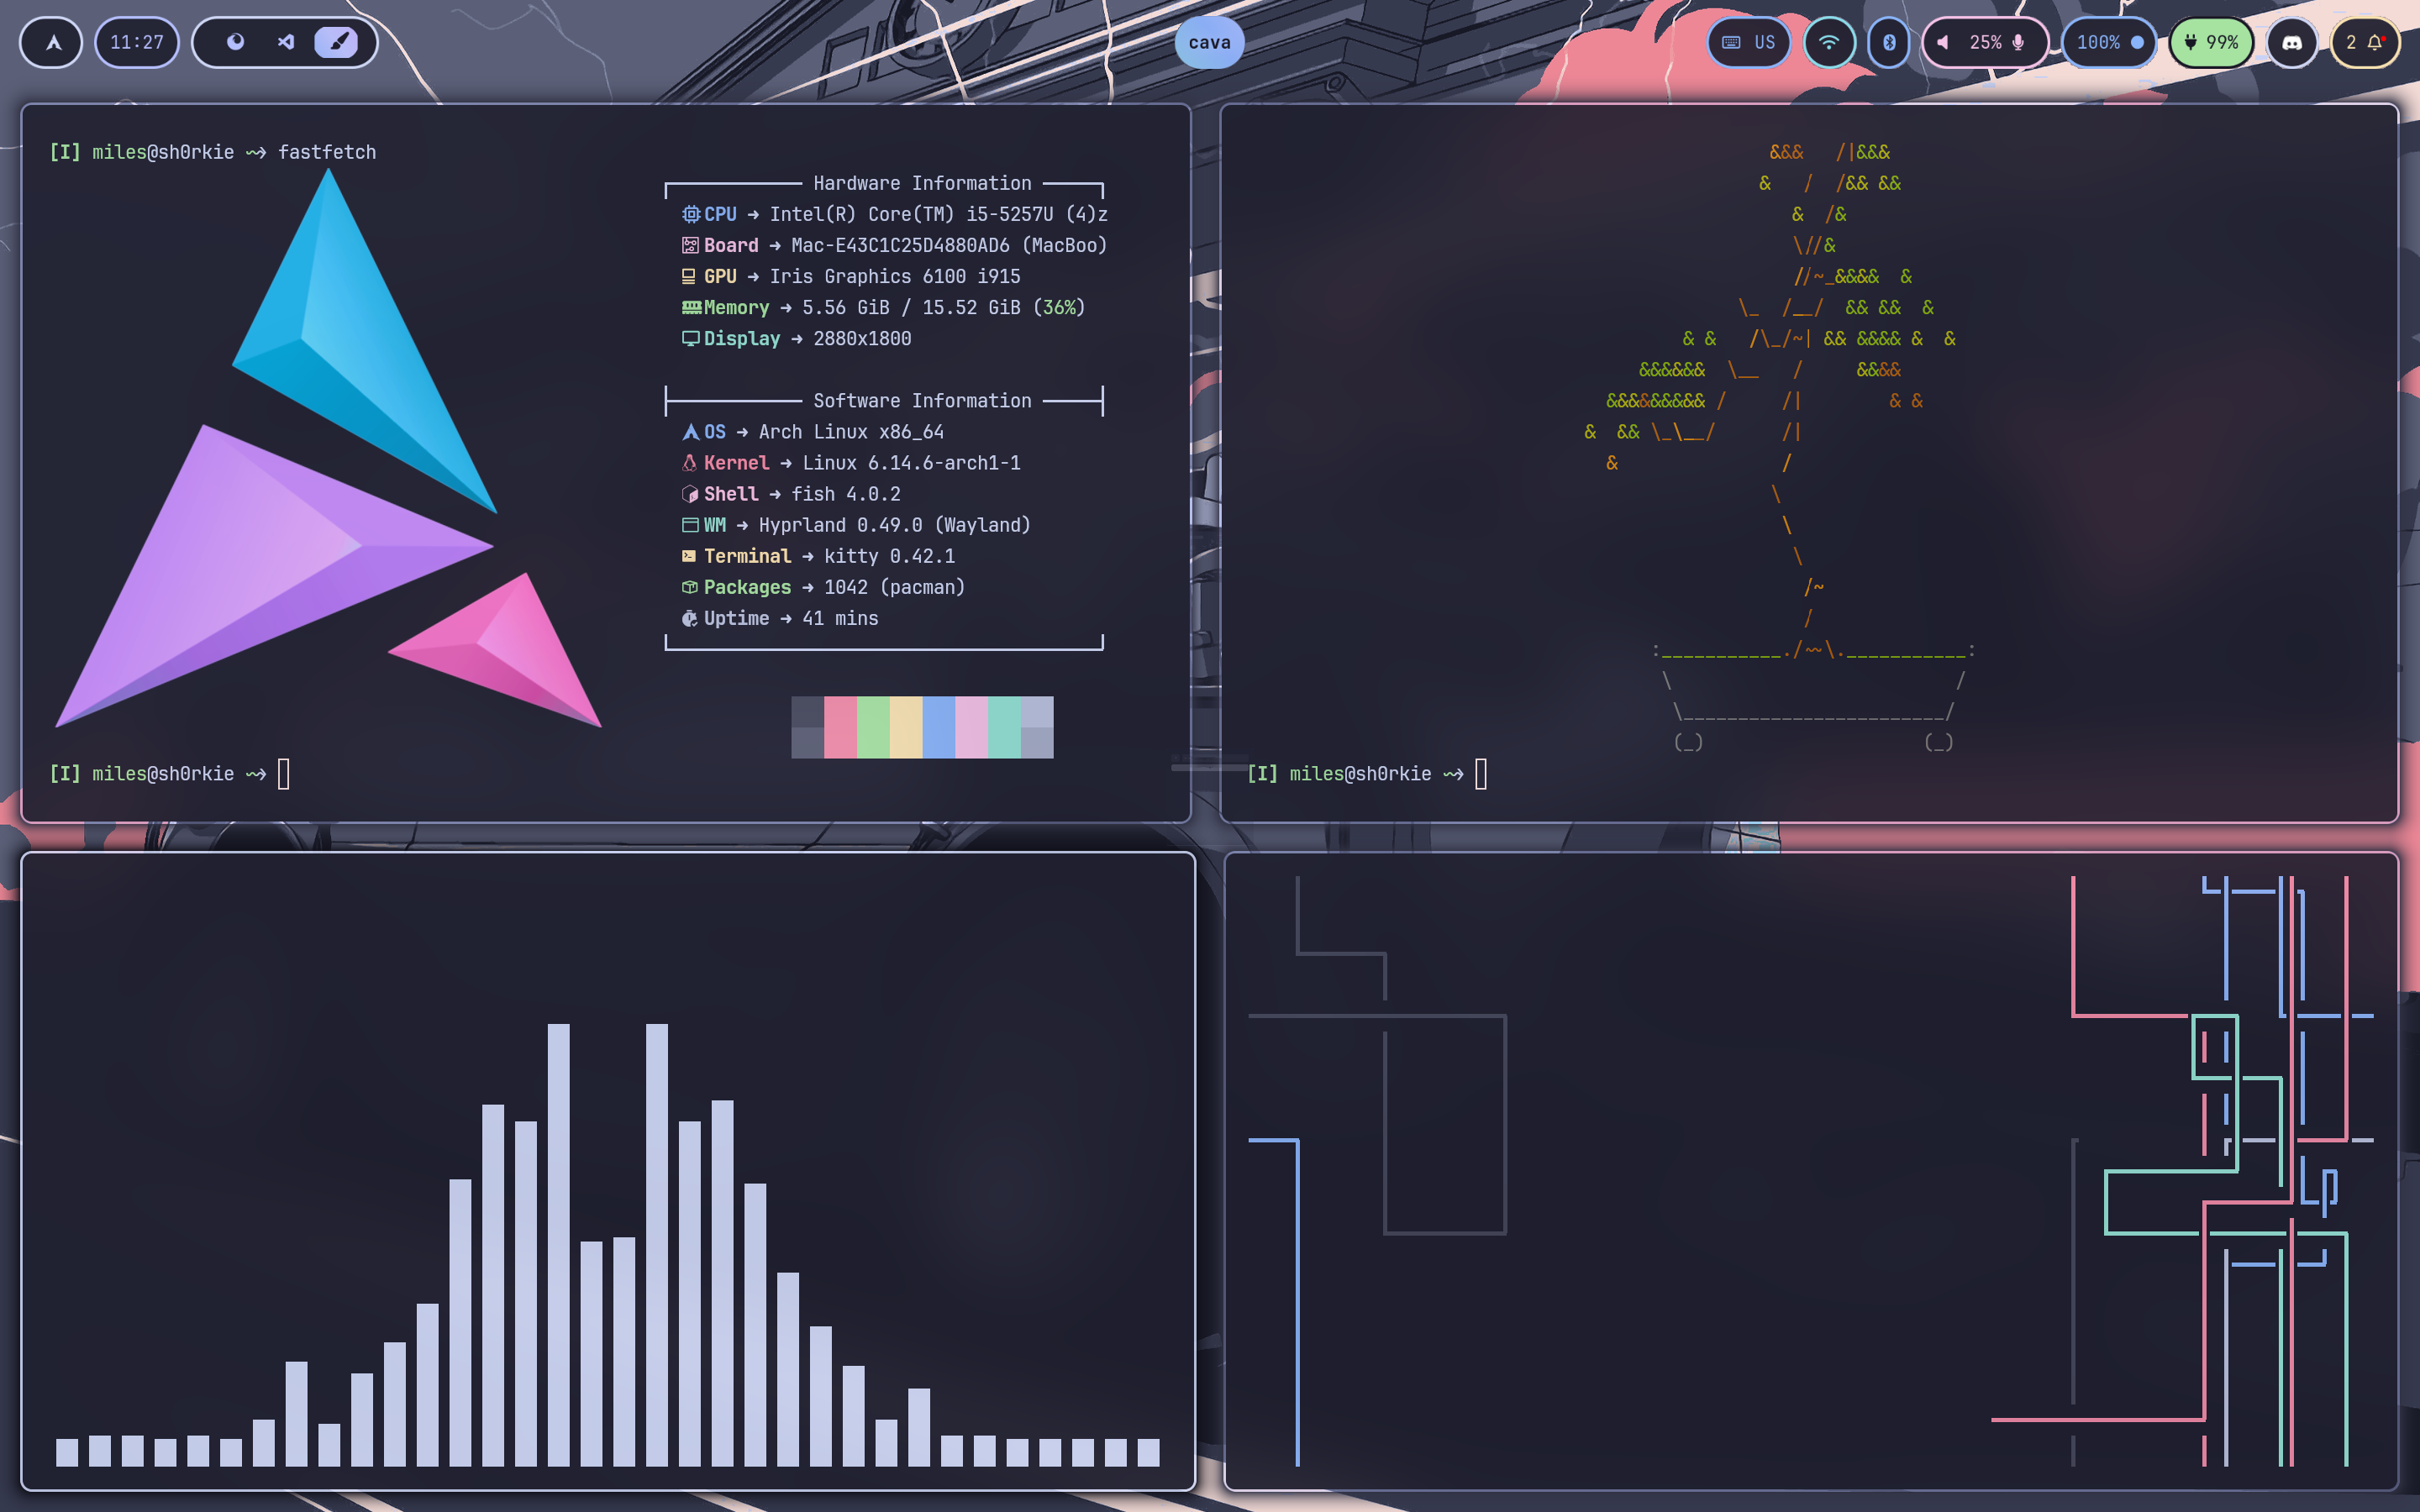 11:27
cava
US
25%
100%
99%
2
[I] miles@sh0rkie ⤳ fastfetch
Hardware Information
CPU → Intel(R) Core(TM) i5-5257U (4)z
Board → Mac-E43C1C25D4880AD6 (MacBoo)
GPU → Iris Graphics 6100 i915
Memory → 5.56 GiB / 15.52 GiB (36%)
Display → 2880x1800
Software Information
OS → Arch Linux x86_64
Kernel → Linux 6.14.6-arch1-1
Shell → fish 4.0.2
WM → Hyprland 0.49.0 (Wayland)
Terminal → kitty 0.42.1
Packages → 1042 (pacman)
Uptime → 41 mins
[I] miles@sh0rkie ⤳
[I] miles@sh0rkie ⤳